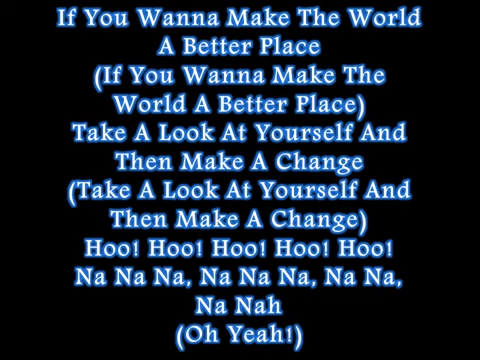 If You Wanna Make The World
A Better Place
(If You Wanna Make The
World A Better Place)
Take A Look At Yourself And
Then Make A Change
(Take A Look At Yourself And
Then Make A Change)
Hoo! Hoo! Hoo! Hoo! Hoo!
Na Na Na, Na Na Na, Na Na,
Na Nah
(Oh Yeah!)